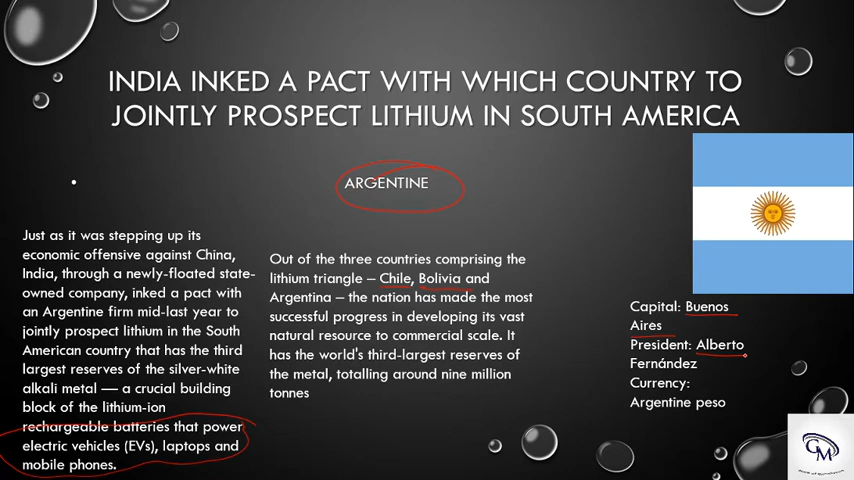 INDIA INKED A PACT WITH WHICH COUNTRY TO
JOINTLY PROSPECT LITHIUM IN SOUTH AMERICA
• ARGENTINE
Just as it was stepping up its
economic offensive against China,
India, through a newly-floated state-
owned company, inked a pact with
an Argentine firm mid-last year to
jointly prospect lithium in the South
American country that has the third
largest reserves of the silver-white
alkali metal — a crucial building
block of the lithium-ion
rechargeable batteries that power
electric vehicles (EVs), laptops and
mobile phones.
Out of the three countries comprising the
lithium triangle – Chile, Bolivia and
Argentina – the nation has made the most
successful progress in developing its vast
natural resource to commercial scale. It
has the world's third-largest reserves of
the metal, totalling around nine million
tonnes
Capital: Buenos
Aires
President: Alberto
Fernández
Currency:
Argentine peso
GM